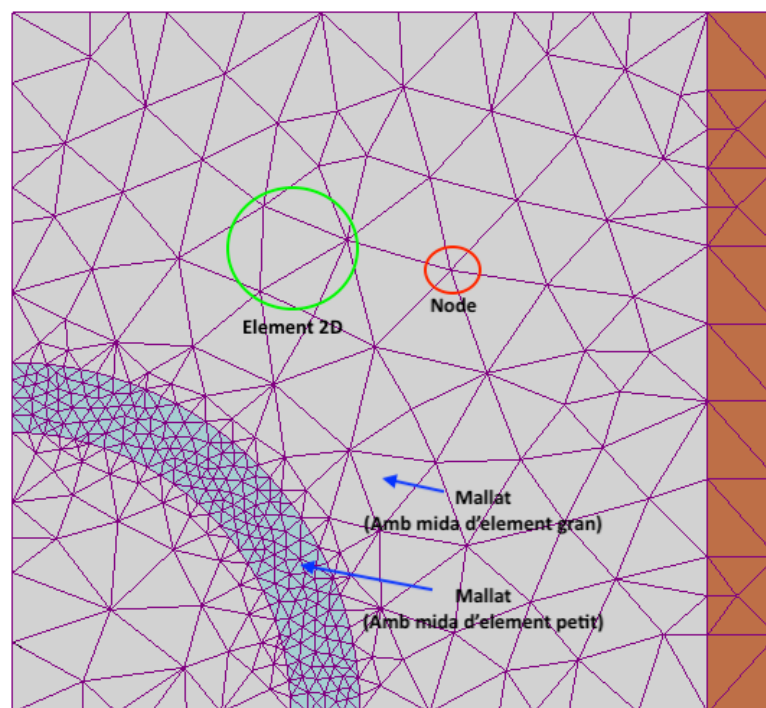 Element 2D
Node
Mallat
(Amb mida d'element gran)
Mallat
(Amb mida d'element petit)